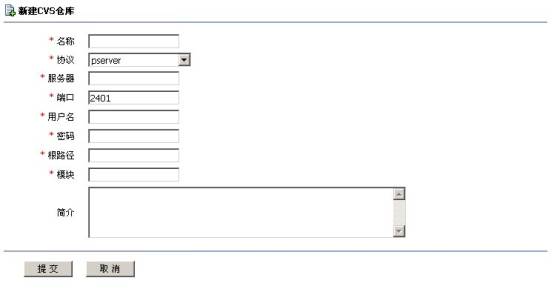 新建CVS仓库
* 名称
* 协议 pserver
* 服务器
* 端口 2401
* 用户名
* 密码
* 根路径
* 模块
简介
提交 取消